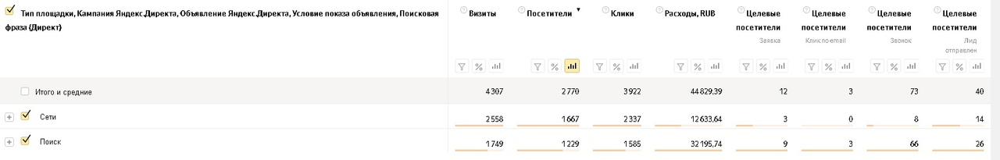 Тип площадки, Кампания Яндекс.Директа, Объявление Яндекс.Директа, Условие показа объявления, Поисковая фраза (Директ)
Визиты
Посетители ▼
Клики
Расходы, RUB
Целевые посетители
Заявка
Целевые посетители
Клик по email
Целевые посетители
Звонок
Целевые посетители
Лид отправлен
Итого и средние 4 307 2 770 3 922 44 829,39 12 3 73 40
Сети 2 558 1 667 2 337 12 633,64 3 0 8 14
Поиск 1 749 1 229 1 585 32 195,74 9 3 66 26